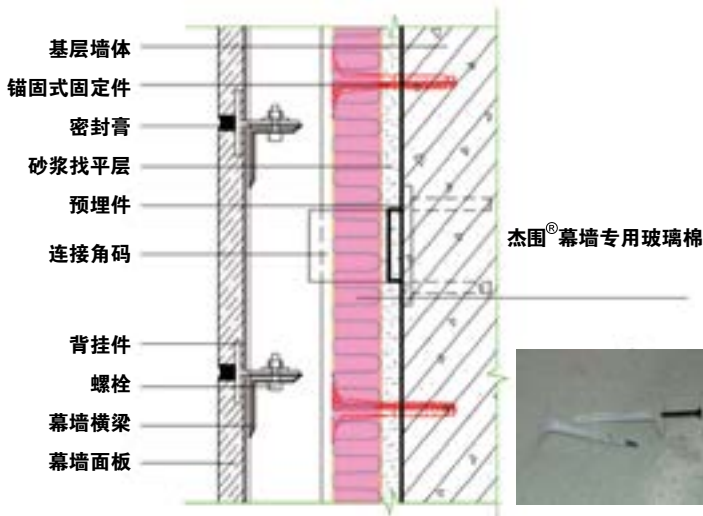 基层墙体
锚固式固定件
密封膏
砂浆找平层
预埋件
连接角码
背挂件
螺栓
幕墙横梁
幕墙面板
杰围®幕墙专用玻璃棉